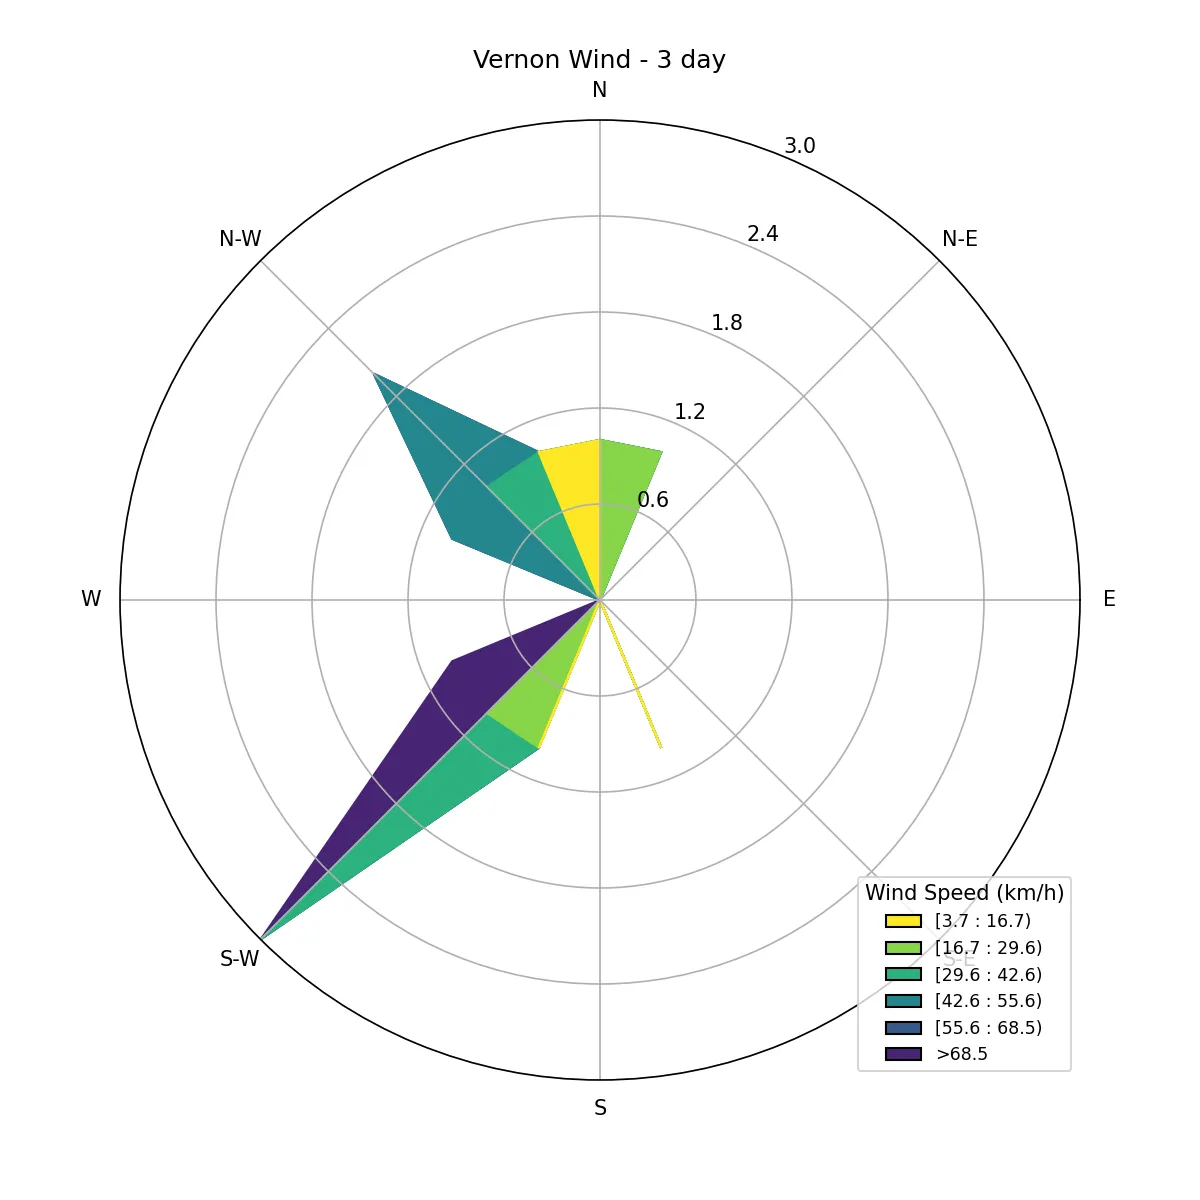 Vernon Wind - 3 day
N
3.0
N-W
2.4
N-E
1.8
1.2
0.6
W
E
S-W
S-E
S
Wind Speed (km/h)
[3.7 : 16.7)
[16.7 : 29.6)
[29.6 : 42.6)
[42.6 : 55.6)
[55.6 : 68.5)
>68.5